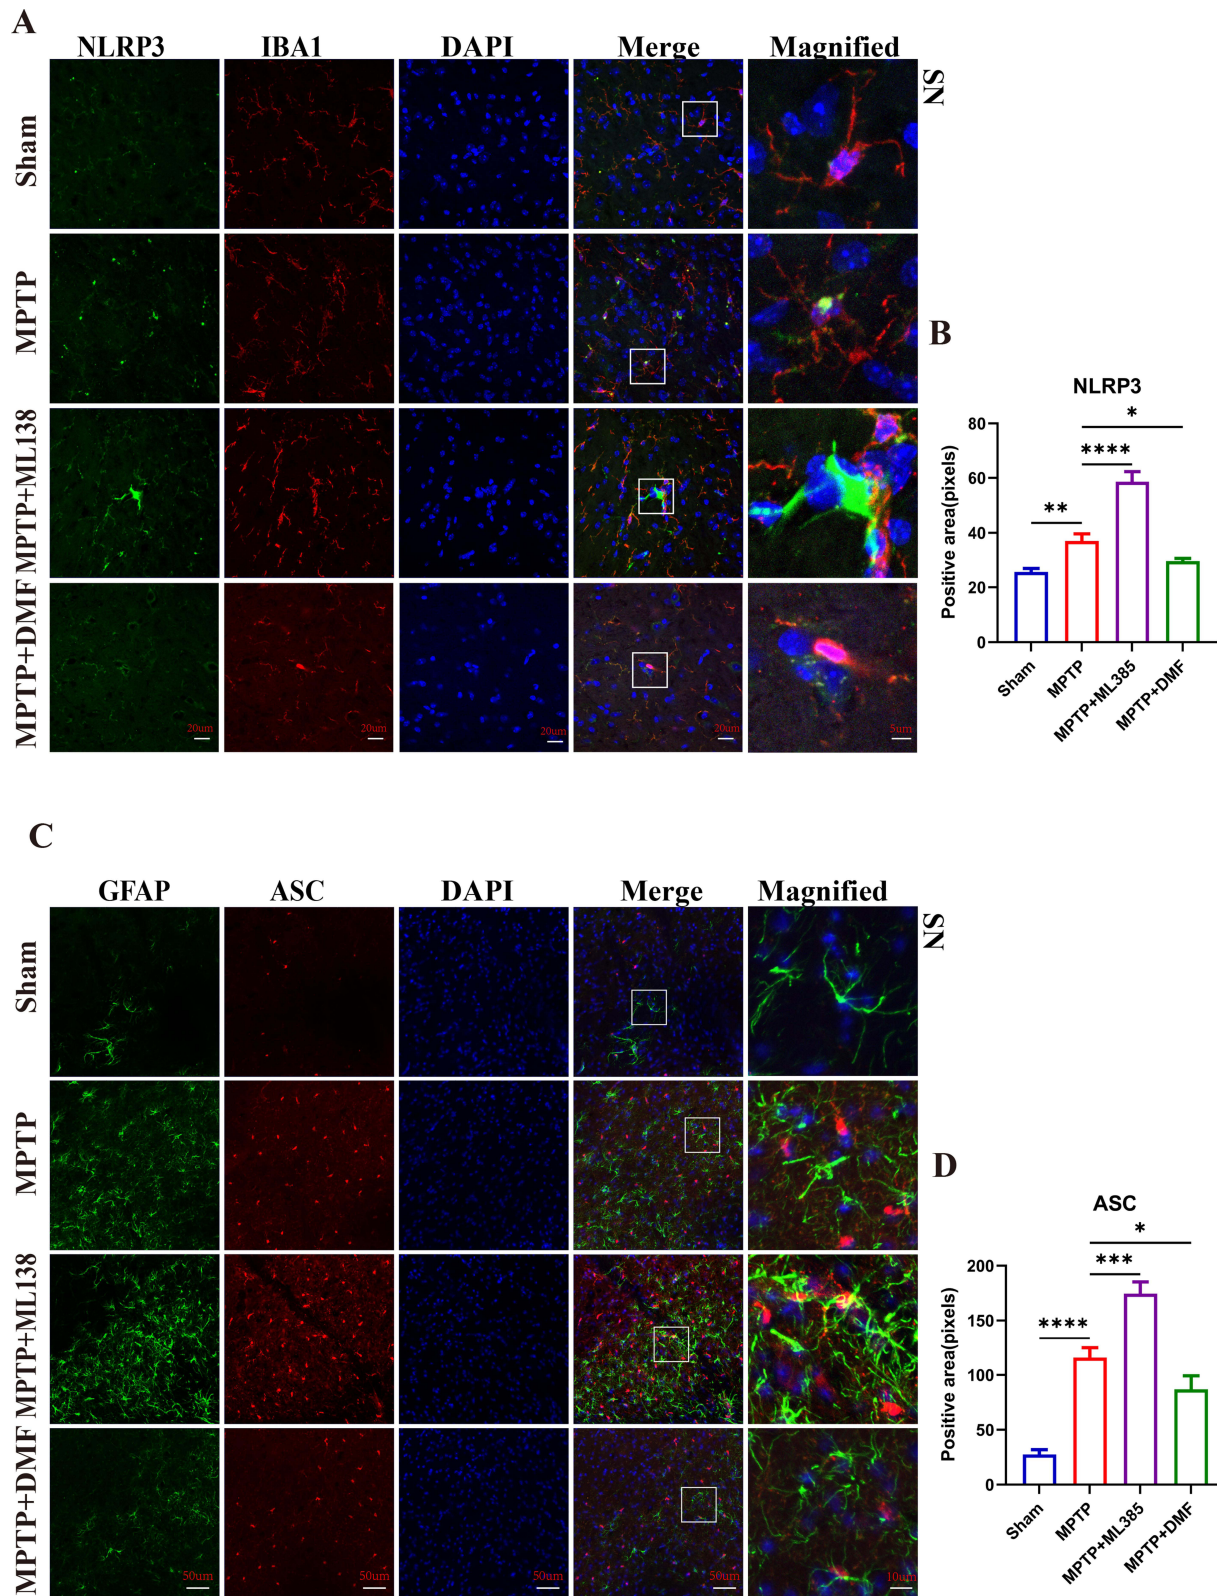 A
NLRP3 IBA1 DAPI Merge Magnified
SN
Sham
MPTP
MPTP+ML138
MPTP+DMF
20um 20um 20um 20um 5um
B
NLRP3
Positive area(pixels)
80
60
40
20
0
*
****
**
Sham
MPTP
MPTP+ML385
MPTP+DMF
C
GFAP ASC DAPI Merge Magnified
SN
Sham
MPTP
MPTP+ML138
MPTP+DMF
50um 50um 50um 50um 10um
D
ASC
Positive area(pixels)
200
150
100
50
0
*
***
****
Sham
MPTP
MPTP+ML385
MPTP+DMF